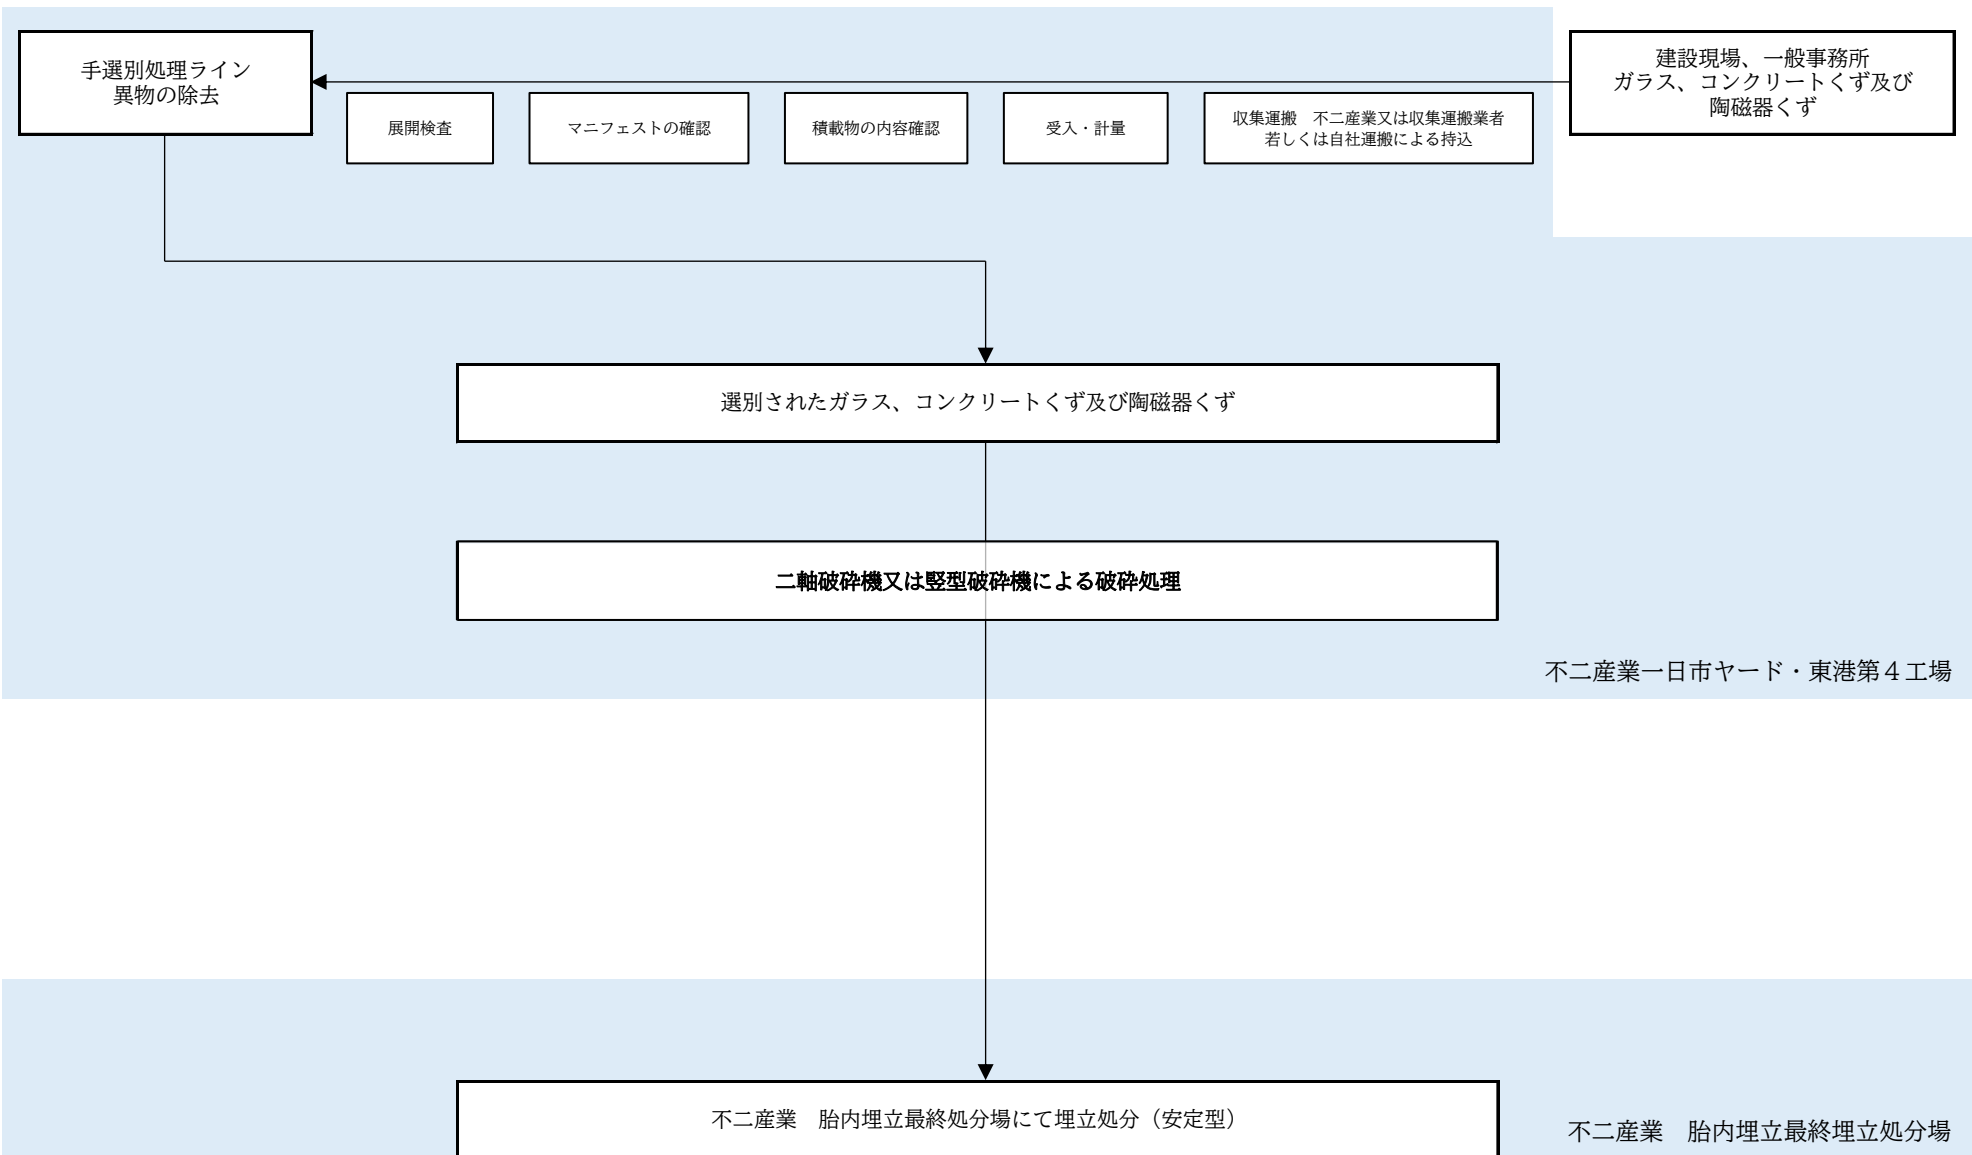 手選別処理ライン
異物の除去
建設現場、一般事務所
ガラス、コンクリートくず及び
陶磁器くず
展開検査
マニフェストの確認
積載物の内容確認
受入・計量
収集運搬　不二産業又は収集運搬業者
若しくは自社運搬による持込
選別されたガラス、コンクリートくず及び陶磁器くず
二軸破砕機又は竪型破砕機による破砕処理
不二産業一日市ヤード・東港第４工場
不二産業　胎内埋立最終処分場にて埋立処分（安定型）
不二産業　胎内埋立最終埋立処分場